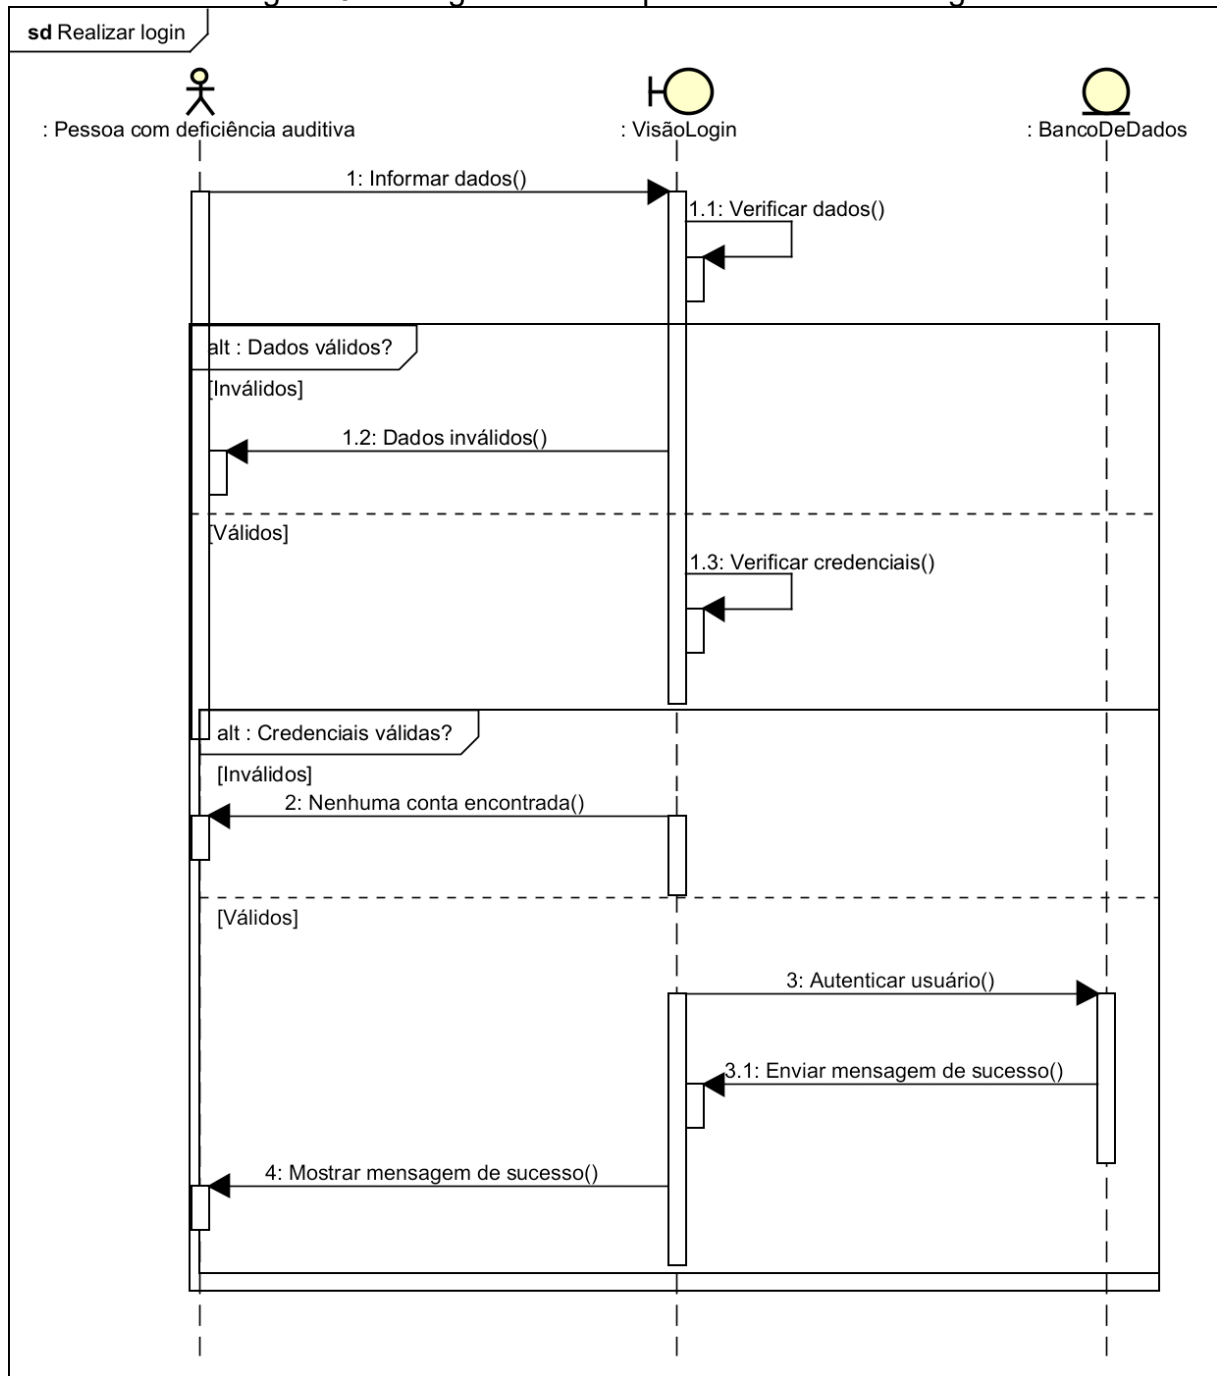 sd Realizar login
: Pessoa com deficiência auditiva
: VisãoLogin
: BancoDeDados
1: Informar dados()
1.1: Verificar dados()
alt : Dados válidos?
[Inválidos]
1.2: Dados inválidos()
[Válidos]
1.3: Verificar credenciais()
alt : Credenciais válidas?
[Inválidos]
2: Nenhuma conta encontrada()
[Válidos]
3: Autenticar usuário()
3.1: Enviar mensagem de sucesso()
4: Mostrar mensagem de sucesso()